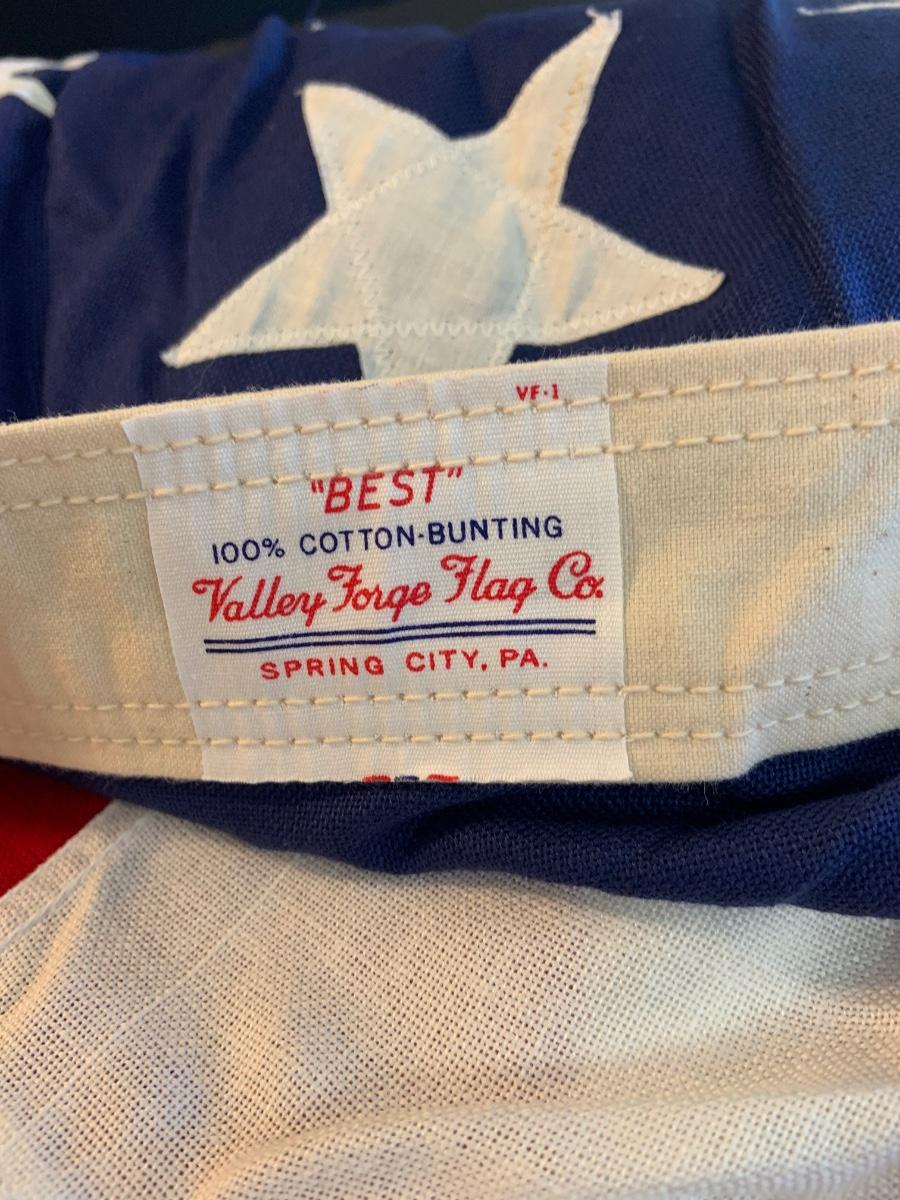 VF-1
"BEST"
100% COTTON-BUNTING
Valley Forge Flag Co.
SPRING CITY, PA.